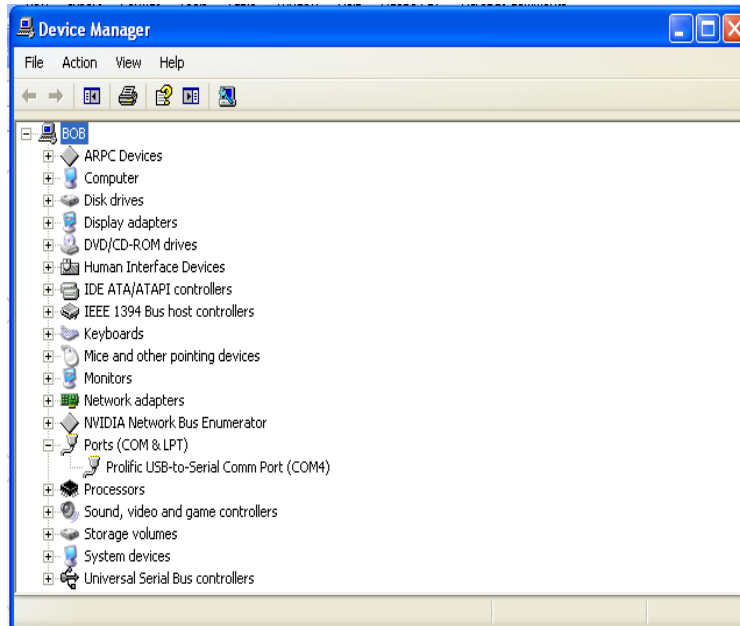 Device Manager
File Action View Help
BOB
ARPC Devices
Computer
Disk drives
Display adapters
DVD/CD-ROM drives
Human Interface Devices
IDE ATA/ATAPI controllers
IEEE 1394 Bus host controllers
Keyboards
Mice and other pointing devices
Monitors
Network adapters
NVIDIA Network Bus Enumerator
Ports (COM & LPT)
Prolific USB-to-Serial Comm Port (COM4)
Processors
Sound, video and game controllers
Storage volumes
System devices
Universal Serial Bus controllers